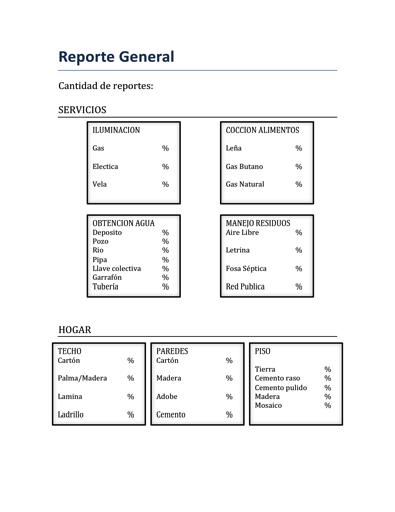 Reporte General
Cantidad de reportes:
SERVICIOS
ILUMINACION
Gas %
Electica %
Vela %
COCCION ALIMENTOS
Leña %
Gas Butano %
Gas Natural %
OBTENCION AGUA
Deposito %
Pozo %
Rio %
Pipa %
Llave colectiva %
Garrafón %
Tubería %
MANEJO RESIDUOS
Aire Libre %
Letrina %
Fosa Séptica %
Red Publica %
HOGAR
TECHO
Cartón %
Palma/Madera %
Lamina %
Ladrillo %
PAREDES
Cartón %
Madera %
Adobe %
Cemento %
PISO
Tierra %
Cemento raso %
Cemento pulido %
Madera %
Mosaico %